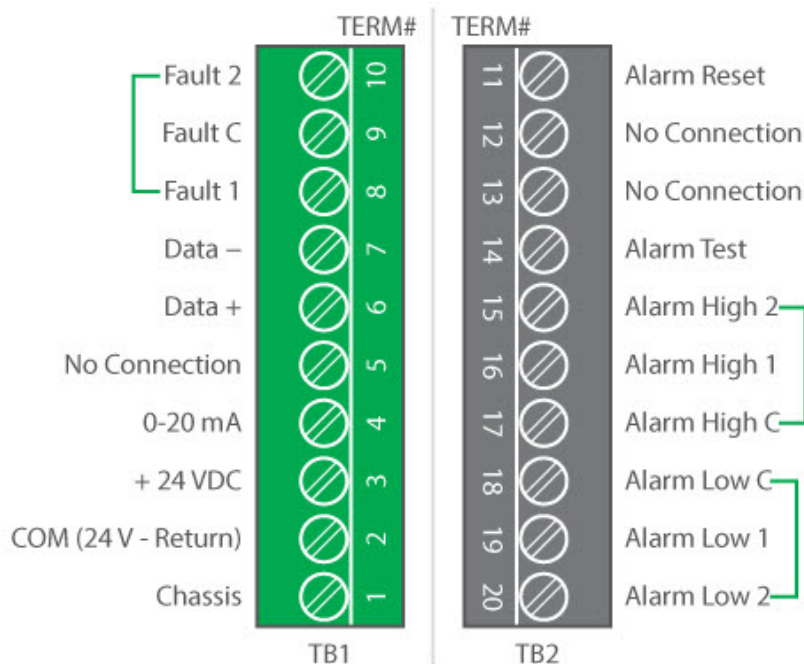 TERM# TERM#
Fault 2 10 11 Alarm Reset
Fault C 9 12 No Connection
Fault 1 8 13 No Connection
Data – 7 14 Alarm Test
Data + 6 15 Alarm High 2
No Connection 5 16 Alarm High 1
0-20 mA 4 17 Alarm High C
+ 24 VDC 3 18 Alarm Low C
COM (24 V - Return) 2 19 Alarm Low 1
Chassis 1 20 Alarm Low 2
TB1 TB2